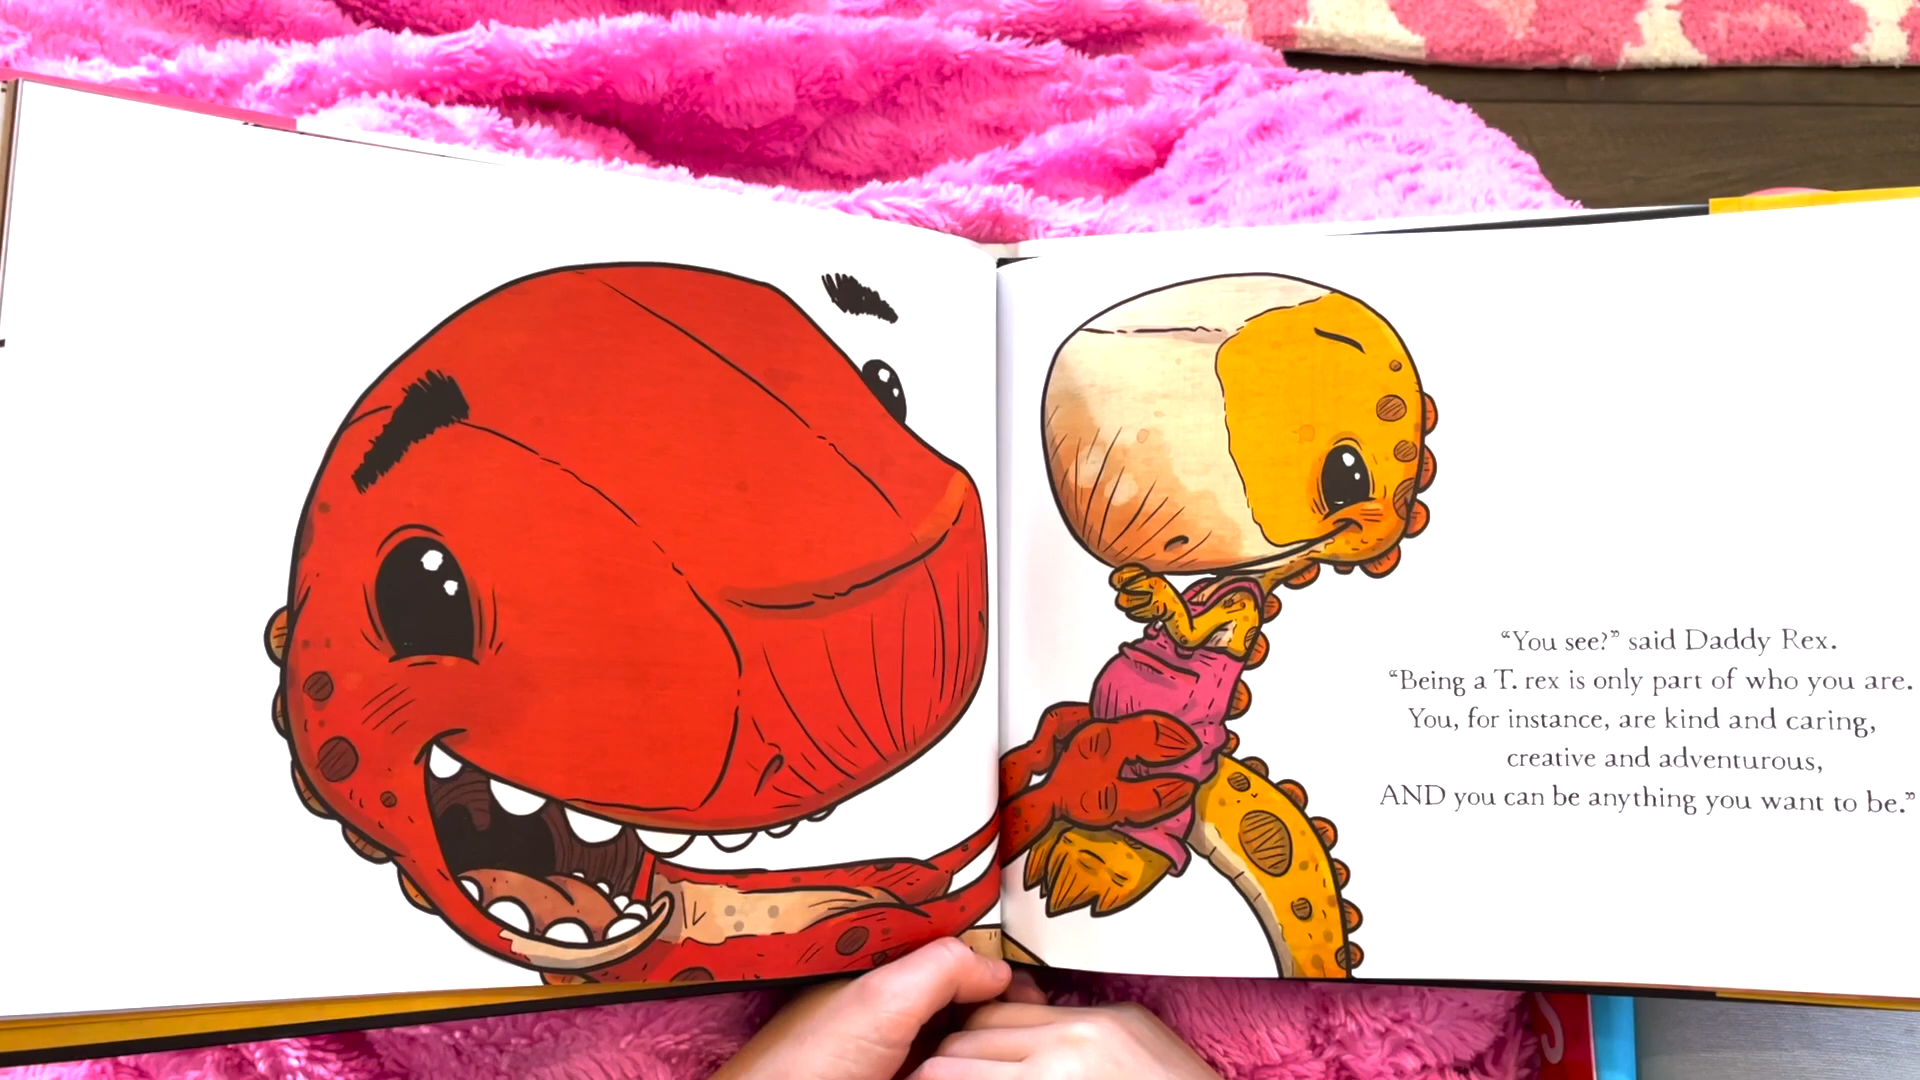 “You see?” said Daddy Rex.
“Being a T. rex is only part of who you are.
You, for instance, are kind and caring,
creative and adventurous,
AND you can be anything you want to be.”
S